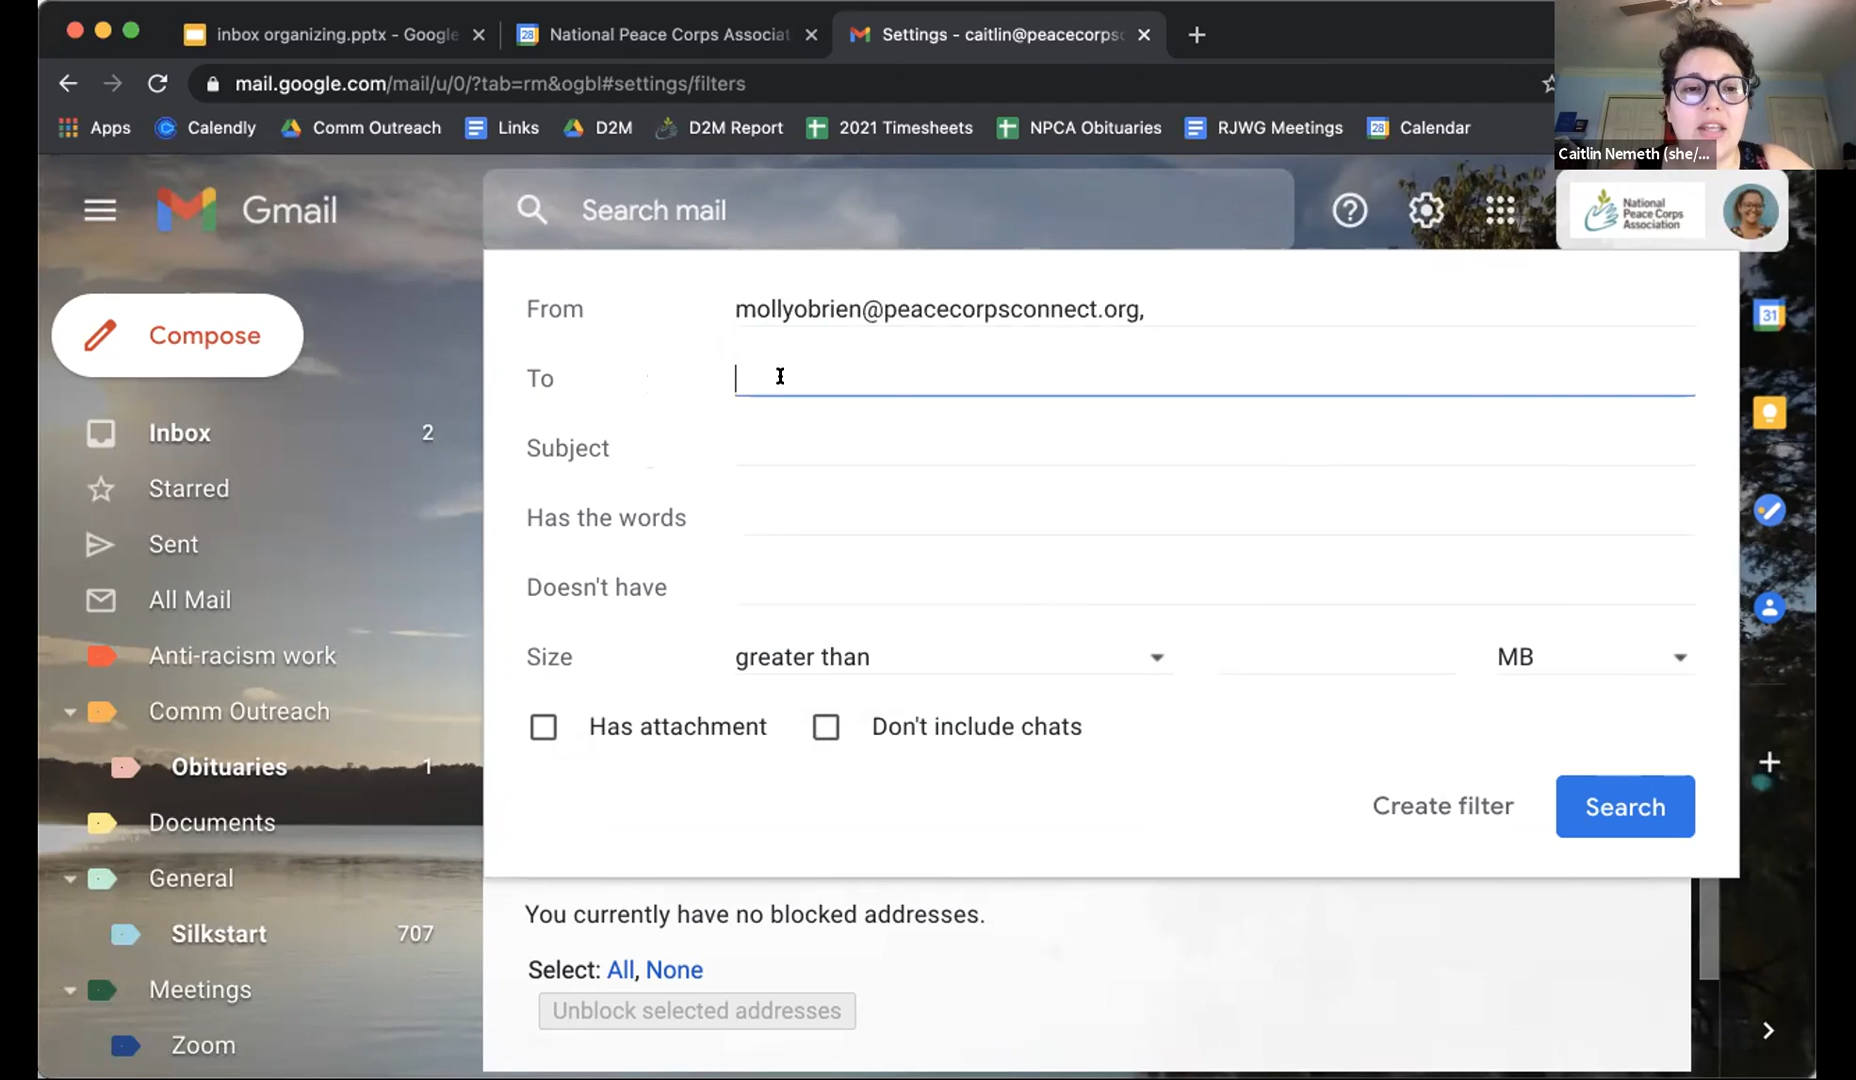 inbox organizing.pptx - Google
National Peace Corps Associat
Settings - caitlin@peacecorpsc
mail.google.com/mail/u/0/?tab=rm&ogbl#settings/filters
Apps
Calendly
Comm Outreach
Links
D2M
D2M Report
2021 Timesheets
NPCA Obituaries
RJWG Meetings
28
Calendar
Caitlin Nemeth (she/...
Gmail
Search mail
National
Peace Corps
Association
Compose
Inbox 2
Starred
Sent
All Mail
Anti-racism work
Comm Outreach
Obituaries 1
Documents
General
Silkstart 707
Meetings
Zoom
From mollyobrien@peacecorpsconnect.org,
To
Subject
Has the words
Doesn't have
Size greater than MB
Has attachment Don't include chats
Create filter Search
You currently have no blocked addresses.
Select: All, None
Unblock selected addresses
31